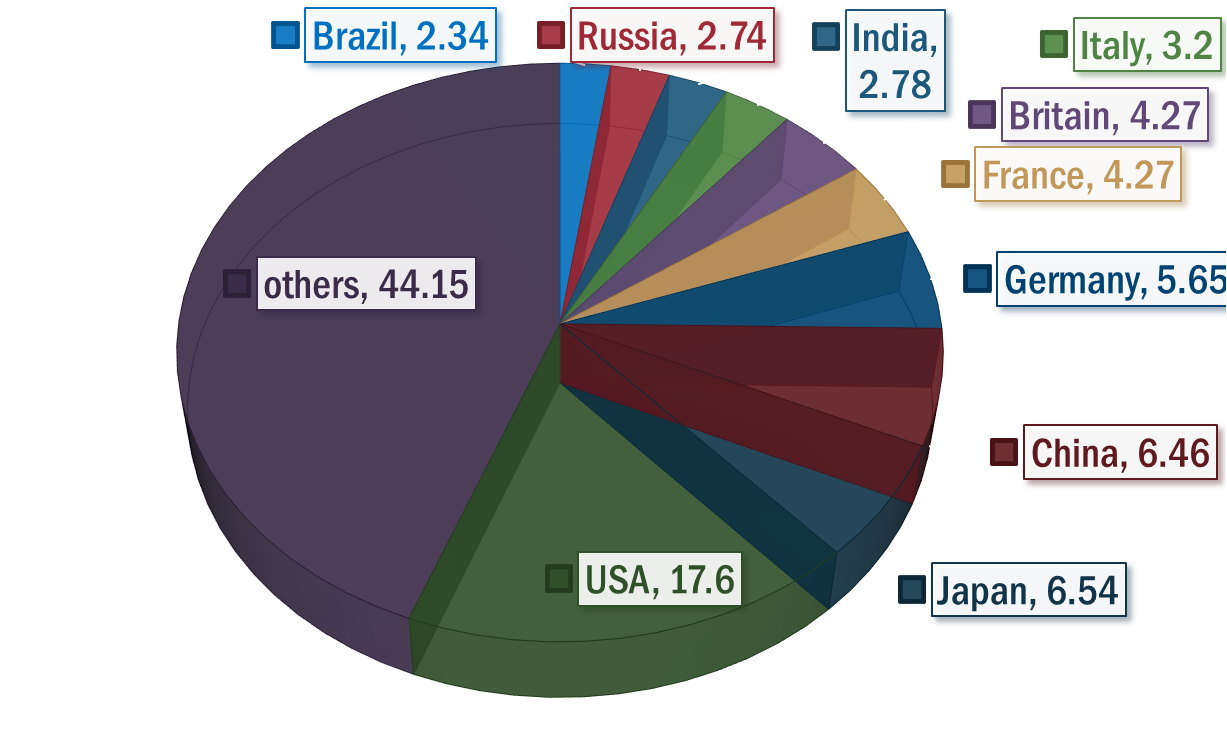 Brazil, 2.34
Russia, 2.74
India,
2.78
Italy, 3.2
Britain, 4.27
France, 4.27
Germany, 5.65
others, 44.15
China, 6.46
USA, 17.6
Japan, 6.54